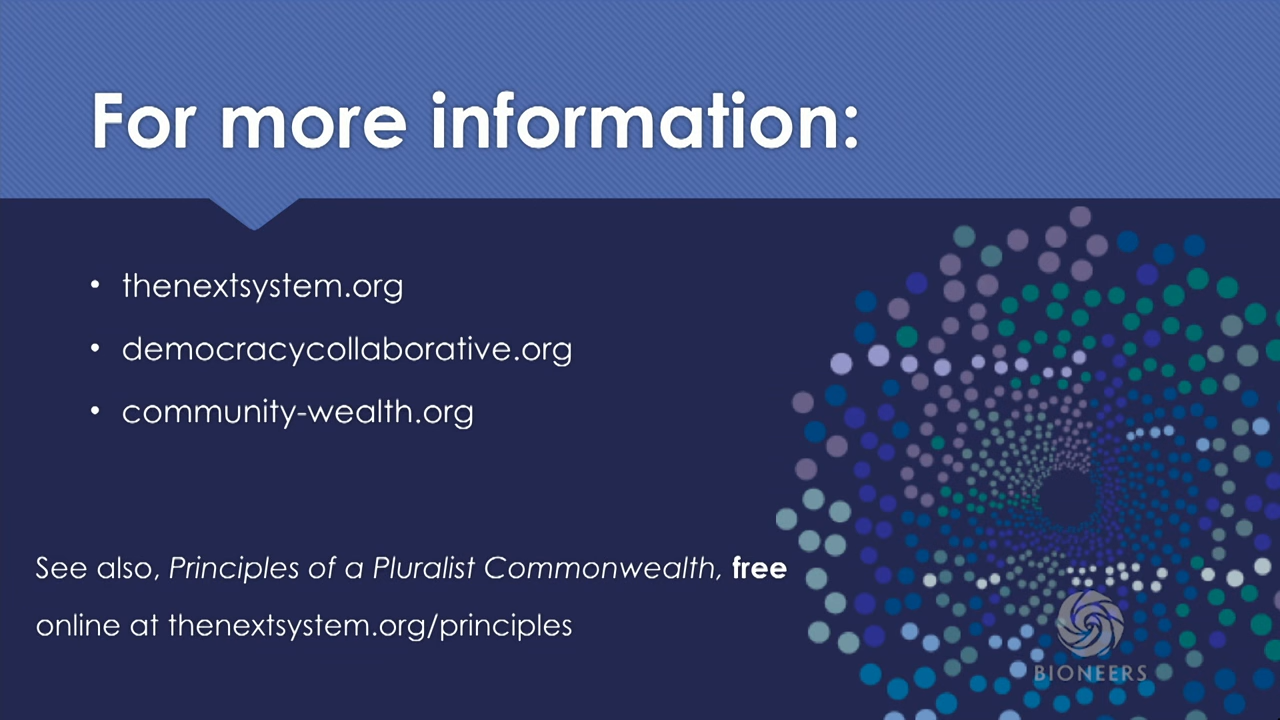 For more information:
• thenextsystem.org
• democracycollaborative.org
• community-wealth.org
See also, Principles of a Pluralist Commonwealth, free
online at thenextsystem.org/principles
BIONEERS